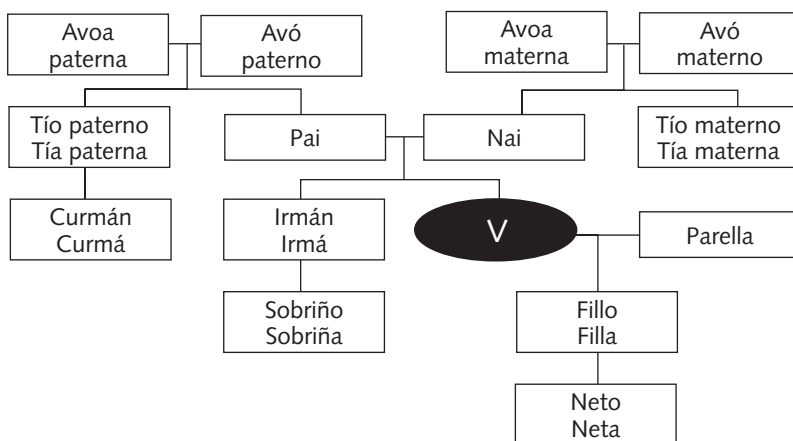 Avoa
paterna
Avó
paterno
Avoa
materna
Avó
materno
Tío paterno
Tía paterna
Pai
Nai
Tío materno
Tía materna
Curmán
Curmá
Irmán
Irmá
V
Parella
Sobriño
Sobriña
Fillo
Filla
Neto
Neta